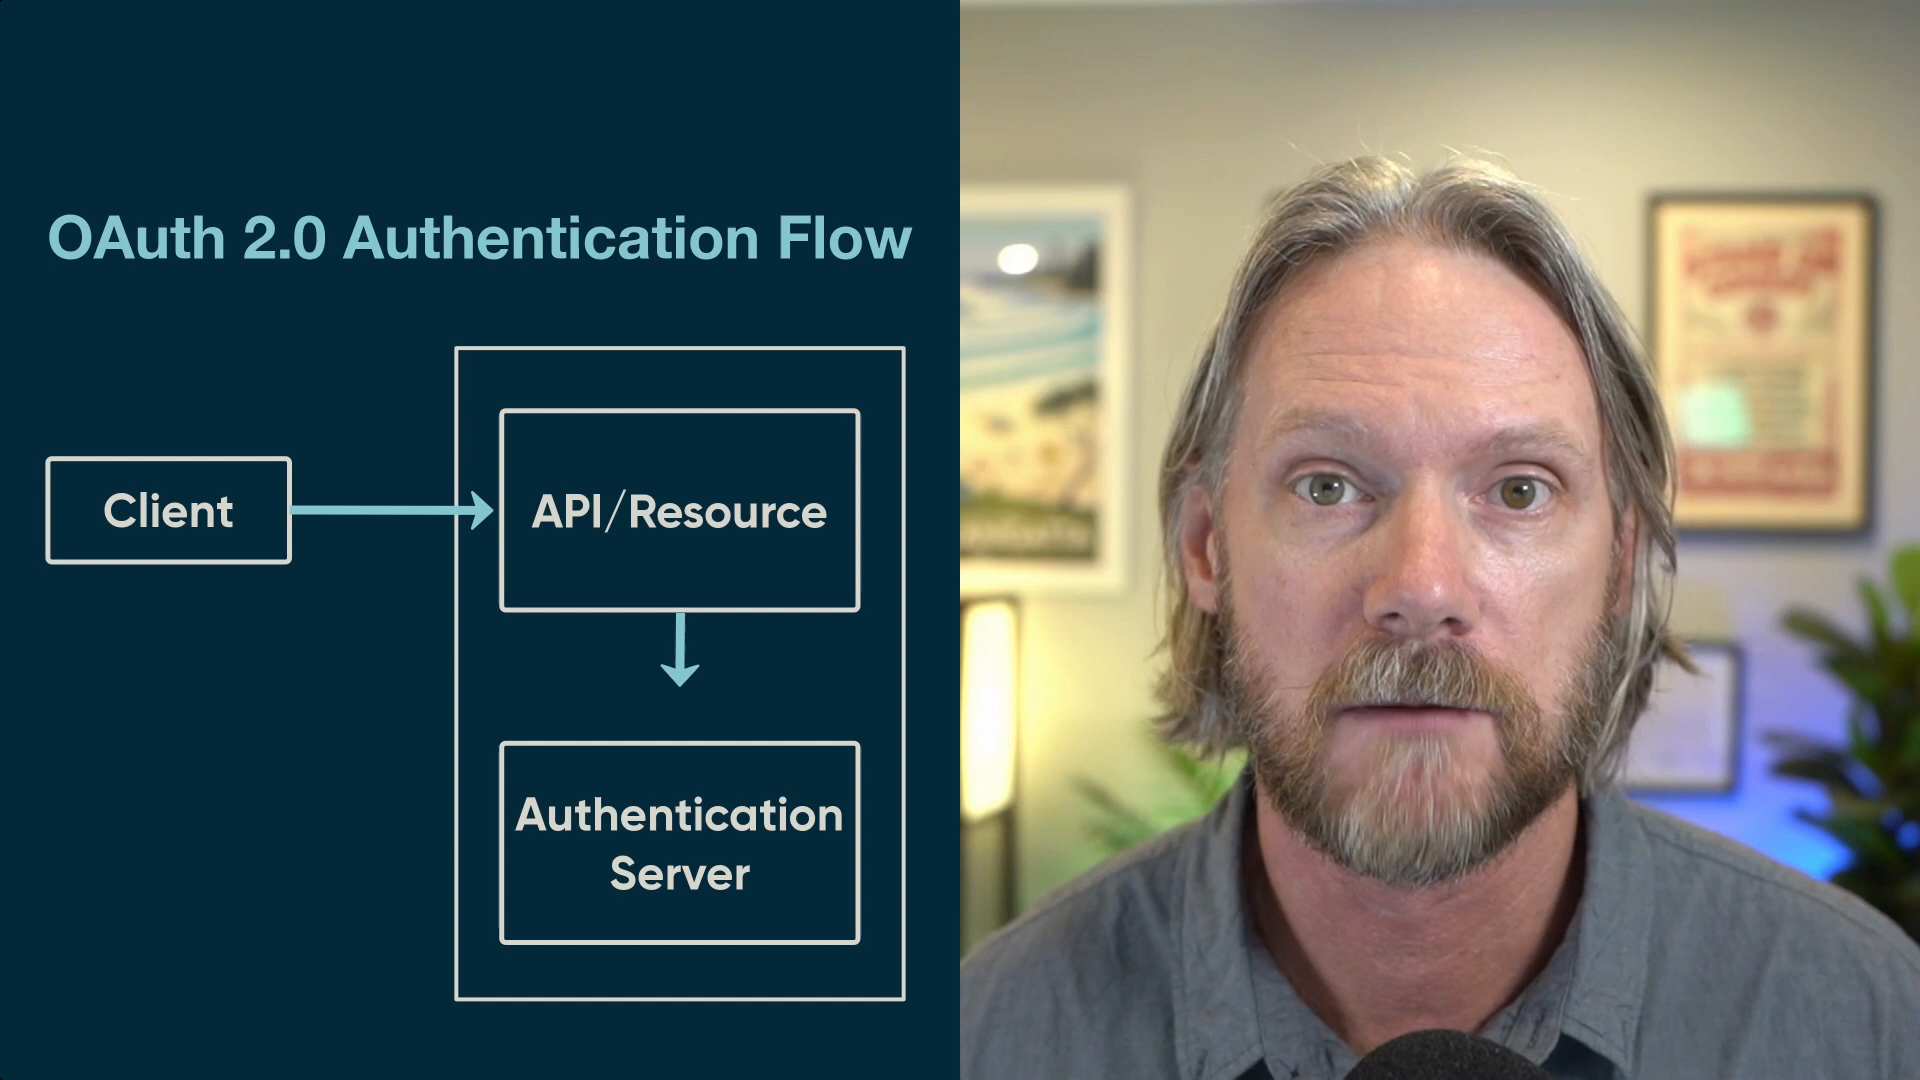 OAuth 2.0 Authentication Flow
Client
API/Resource
Authentication
Server